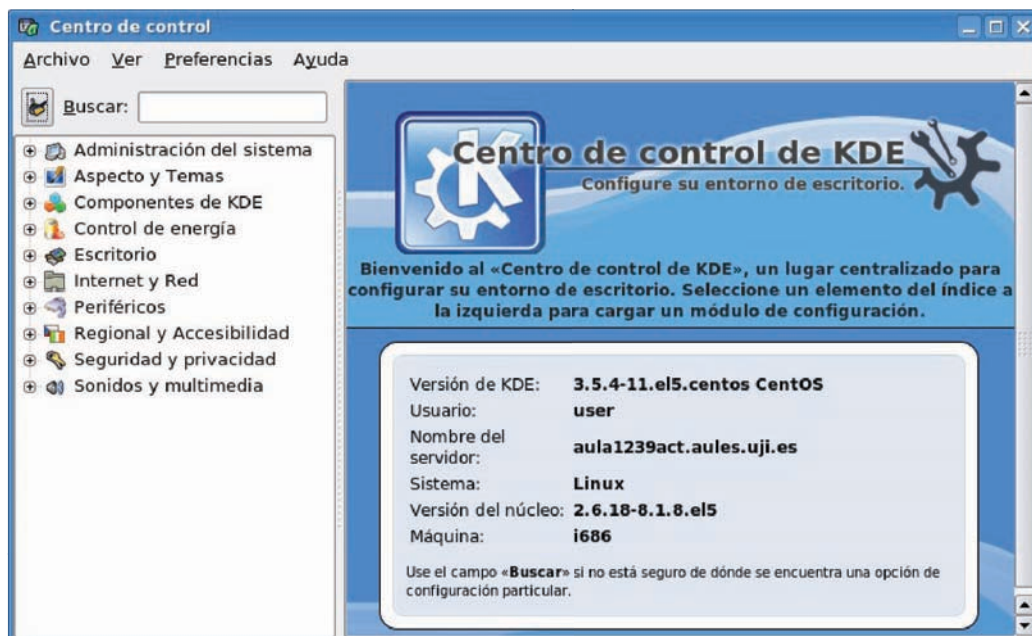 Centro de control
Archivo Ver Preferencias Ayuda
Buscar:
Administración del sistema
Aspecto y Temas
Componentes de KDE
Control de energía
Escritorio
Internet y Red
Periféricos
Regional y Accesibilidad
Seguridad y privacidad
Sonidos y multimedia
Centro de control de KDE
Configure su entorno de escritorio.
Bienvenido al «Centro de control de KDE», un lugar centralizado para
configurar su entorno de escritorio. Seleccione un elemento del índice a
la izquierda para cargar un módulo de configuración.
Versión de KDE: 3.5.4-11.el5.centos CentOS
Usuario: user
Nombre del
servidor: aula1239act.aules.uji.es
Sistema: Linux
Versión del núcleo: 2.6.18-8.1.8.el5
Máquina: i686
Use el campo «Buscar» si no está seguro de dónde se encuentra una opción de
configuración particular.